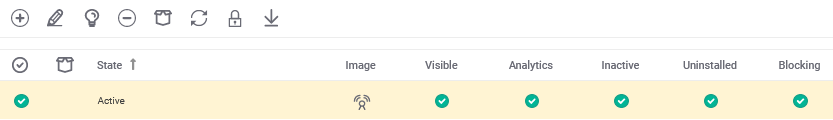 State Image Visible Analytics Inactive Uninstalled Blocking
Active